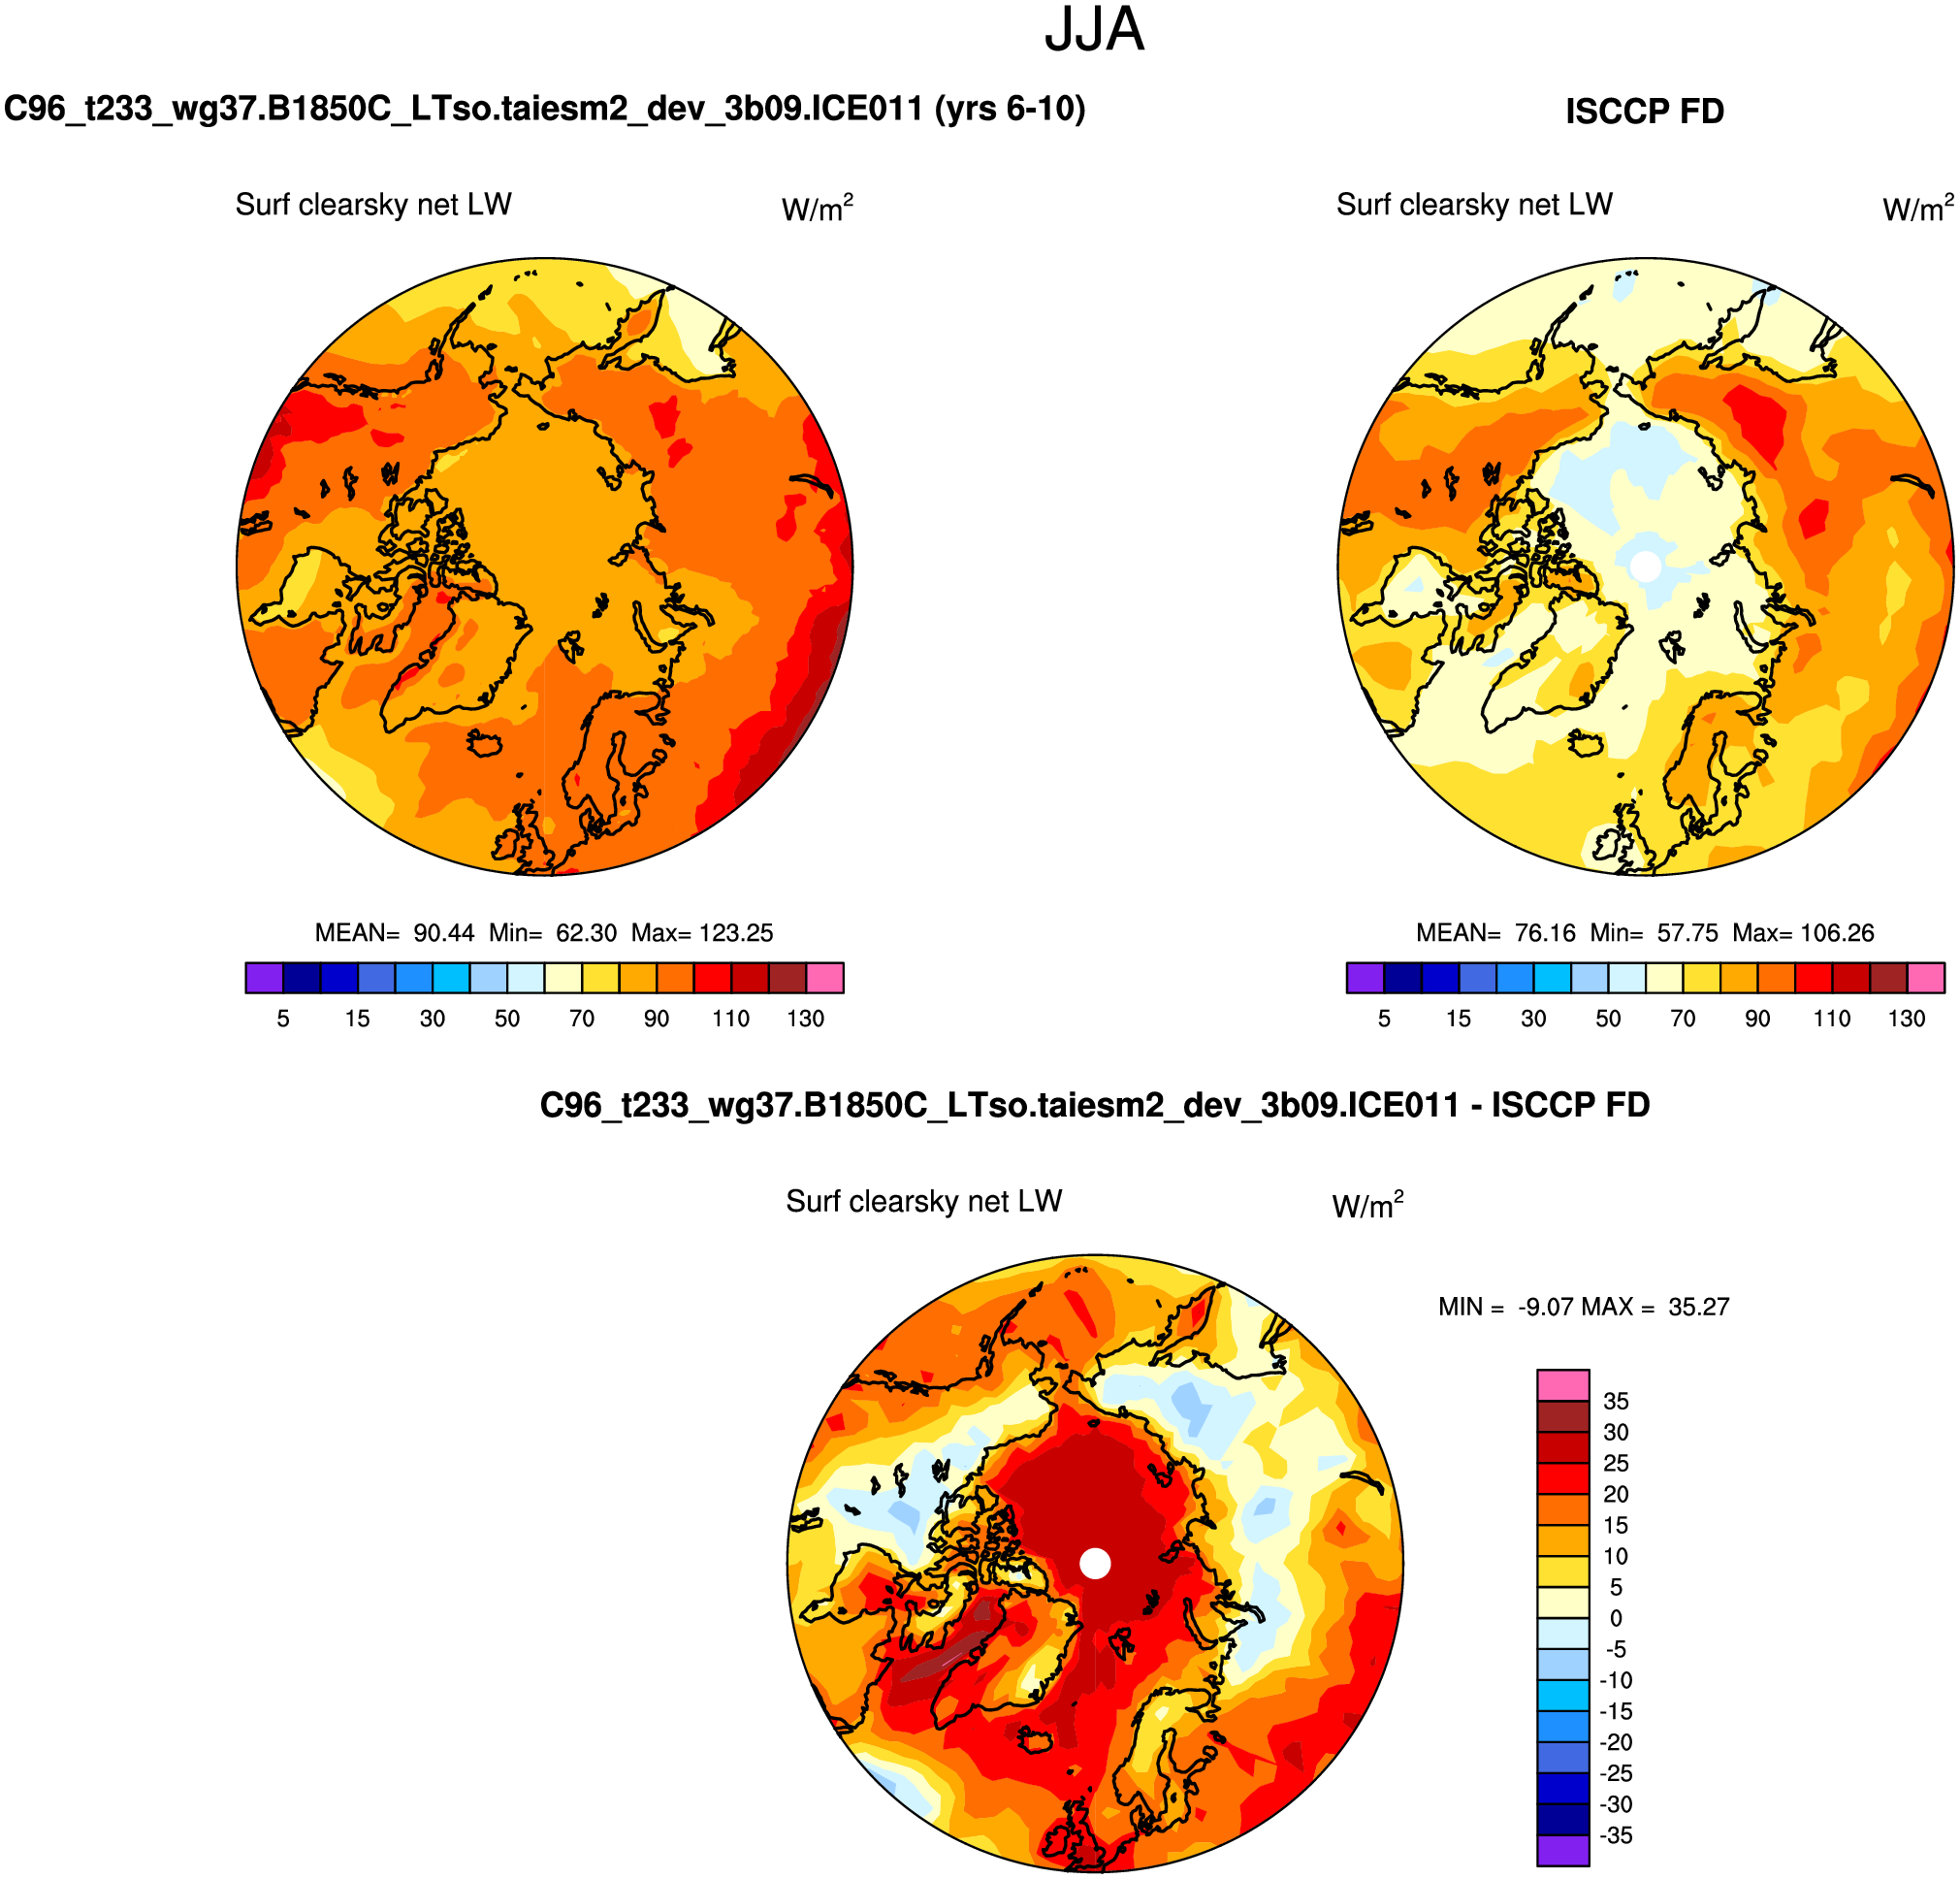 JJA
C96_t233_wg37.B1850C_LTso.taiesm2_dev_3b09.ICE011 (yrs 6-10)
ISCCP FD
Surf clearsky net LW W/m²
Surf clearsky net LW W/m²
MEAN= 90.44 Min= 62.30 Max= 123.25
MEAN= 76.16 Min= 57.75 Max= 106.26
5 15 30 50 70 90 110 130
5 15 30 50 70 90 110 130
C96_t233_wg37.B1850C_LTso.taiesm2_dev_3b09.ICE011 - ISCCP FD
Surf clearsky net LW W/m²
MIN = -9.07 MAX = 35.27
35
30
25
20
15
10
5
0
-5
-10
-15
-20
-25
-30
-35